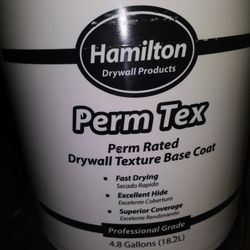 Hamilton
Drywall Products
Perm Tex
Perm Rated
Drywall Texture Base Coat
Fast Drying
Secado Rapido
Excellent Hide
Excelente Cobertura
Superior Coverage
Excelente Rendimiento
Professional Grade
4.8 Gallons (18.2L)